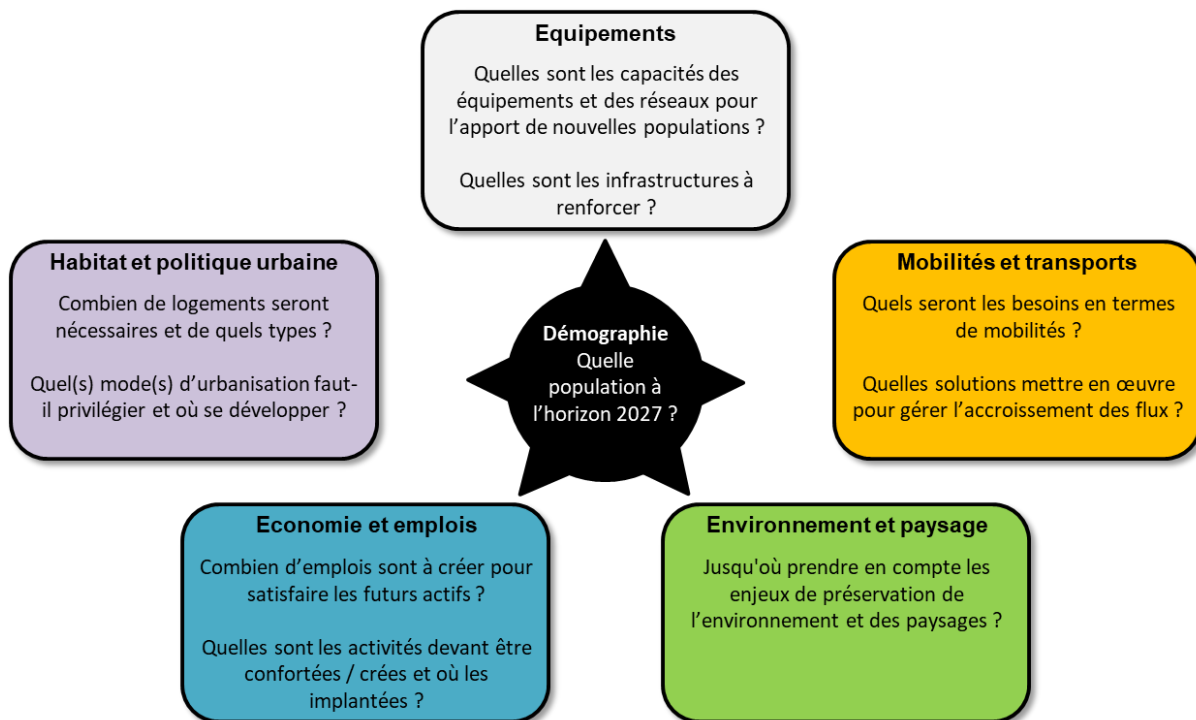 Equipements
Quelles sont les capacités des
équipements et des réseaux pour
l'apport de nouvelles populations ?
Quelles sont les infrastructures à
renforcer ?
Habitat et politique urbaine
Combien de logements seront
nécessaires et de quels types ?
Quel(s) mode(s) d'urbanisation faut-
il privilégier et où se développer ?
Démographie
Quelle
population à
l'horizon 2027 ?
Mobilités et transports
Quels seront les besoins en termes
de mobilités ?
Quelles solutions mettre en œuvre
pour gérer l'accroissement des flux ?
Economie et emplois
Combien d'emplois sont à créer pour
satisfaire les futurs actifs ?
Quelles sont les activités devant être
confortées / crées et où les
implantées ?
Environnement et paysage
Jusqu'où prendre en compte les
enjeux de préservation de
l'environnement et des paysages ?